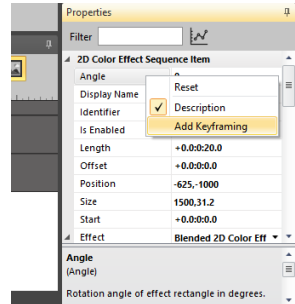 Properties
Filter
2D Color Effect Sequence Item
Angle
Reset
Display Name
Description
Identifier
Add Keyframing
Is Enabled
Length +0.0:0:20.0
Offset +0.0:0:0.0
Position -625,-1000
Size 1500,31.2
Start +0.0:0:0.0
Effect Blended 2D Color Eff
Angle
(Angle)
Rotation angle of effect rectangle in degrees.